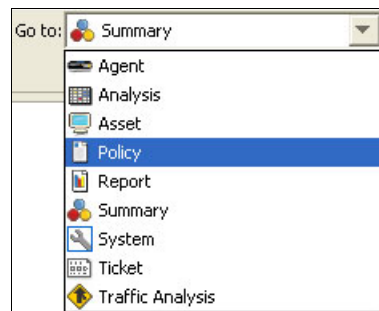 Go to: Summary
Agent
Analysis
Asset
Policy
Report
Summary
System
Ticket
Traffic Analysis